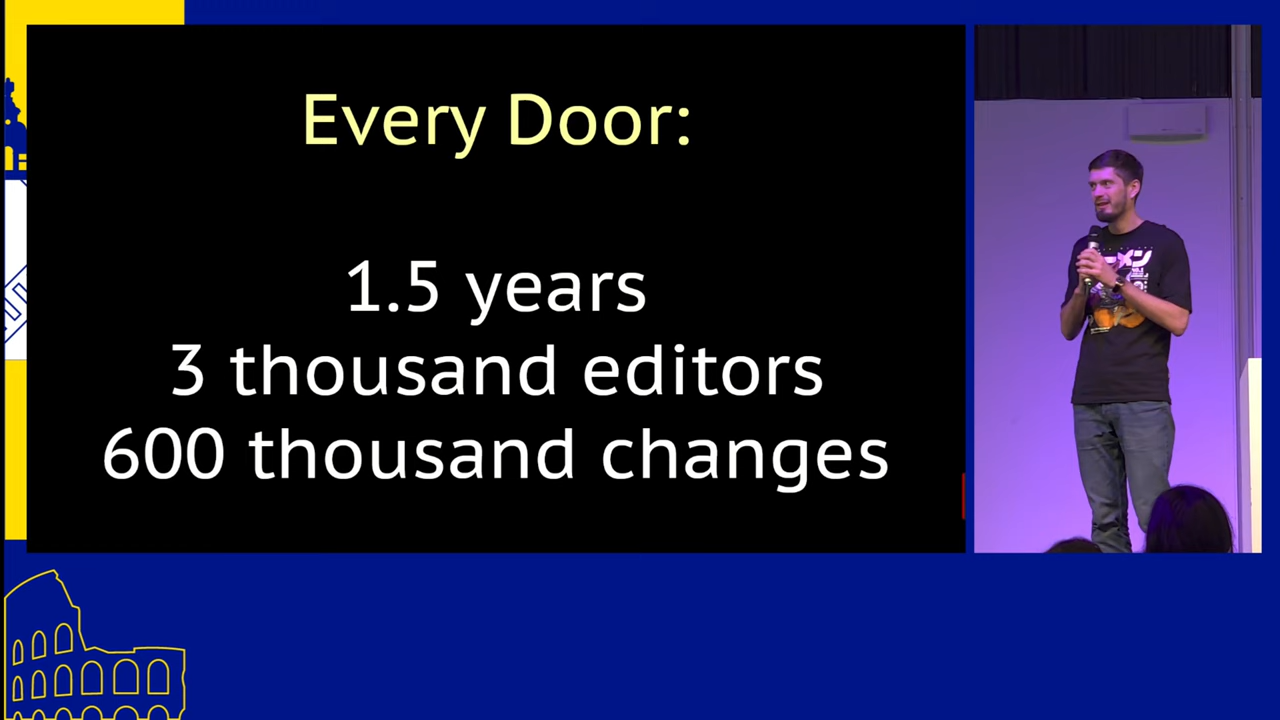 Every Door:
1.5 years
3 thousand editors
600 thousand changes